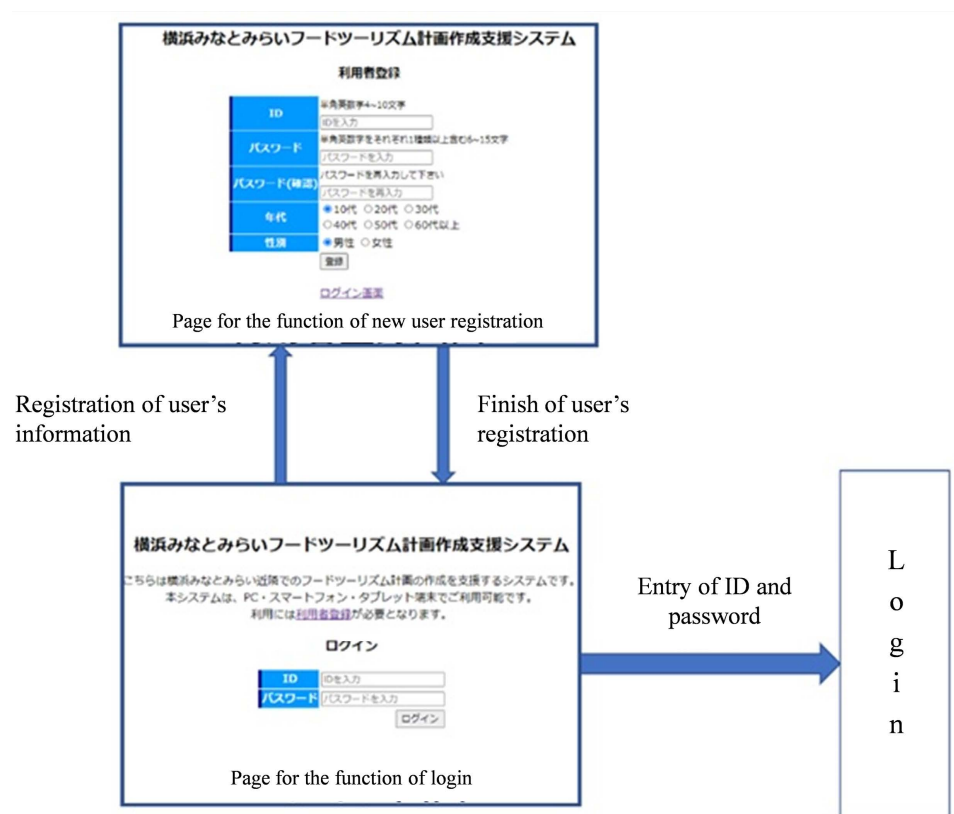 横浜みなとみらいフードツーリズム計画作成支援システム
利用者登録
ID
半角英数字4~10文字
IDを入力
パスワード
半角英数字をそれぞれ1種類以上含む6~15文字
パスワードを入力
パスワード(確認)
パスワードを再入力して下さい
パスワードを再入力
年代
10代 20代 30代
40代 50代 60代以上
性別
男性 女性
登録
ログイン画面
Page for the function of new user registration
Registration of user's
information
Finish of user's
registration
横浜みなとみらいフードツーリズム計画作成支援システム
こちらは横浜みなとみらい近隣でのフードツーリズム計画の作成を支援するシステムです。
本システムは、PC・スマートフォン・タブレット端末でご利用可能です。
利用には利用者登録が必要となります。
ログイン
ID
IDを入力
パスワード
パスワードを入力
ログイン
Page for the function of login
Entry of ID and
password
Login